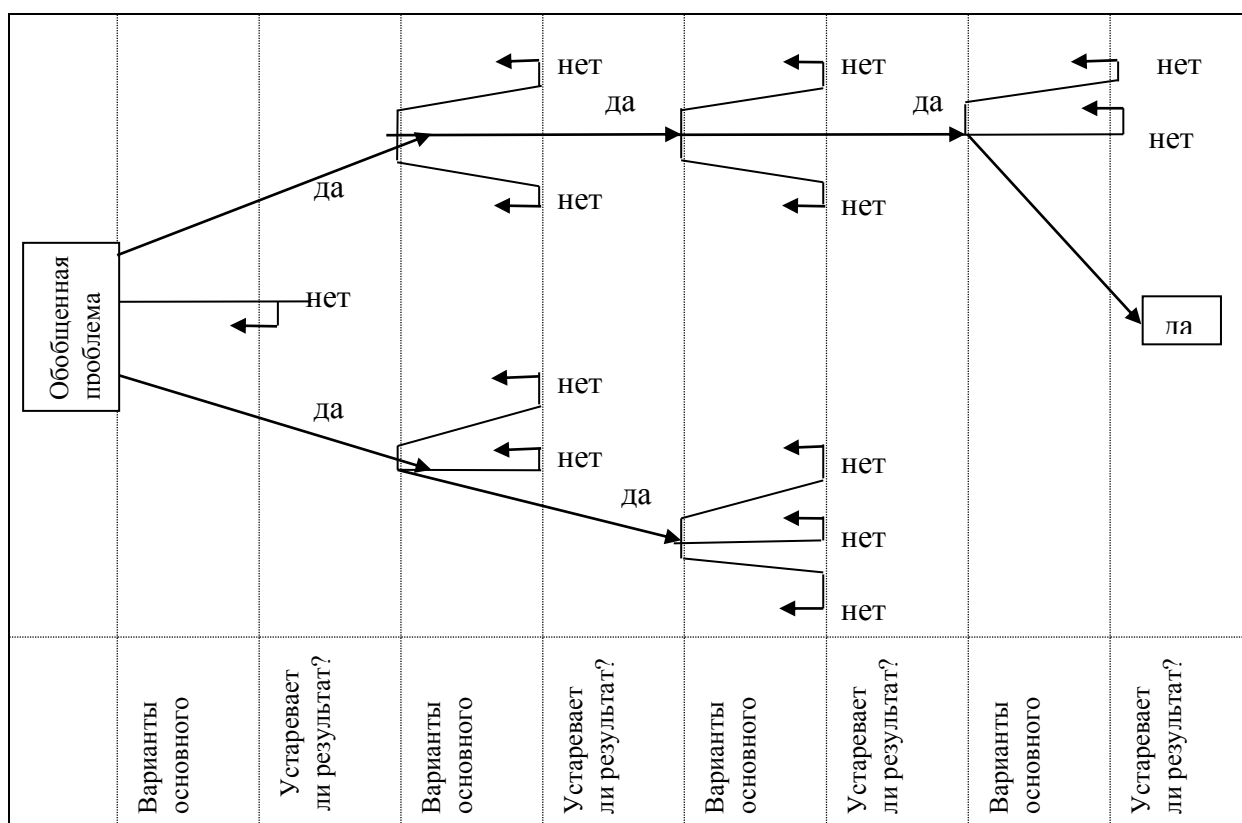 нет
нет
нет
да
да
нет
да
нет
нет
Обобщенная
проблема
нет
да
нет
да
нет
нет
да
нет
нет
нет
Варианты
основного
Устаревает
ли результат?
Варианты
основного
Устаревает
ли результат?
Варианты
основного
Устаревает
ли результат?
Варианты
основного
Устаревает
ли результат?